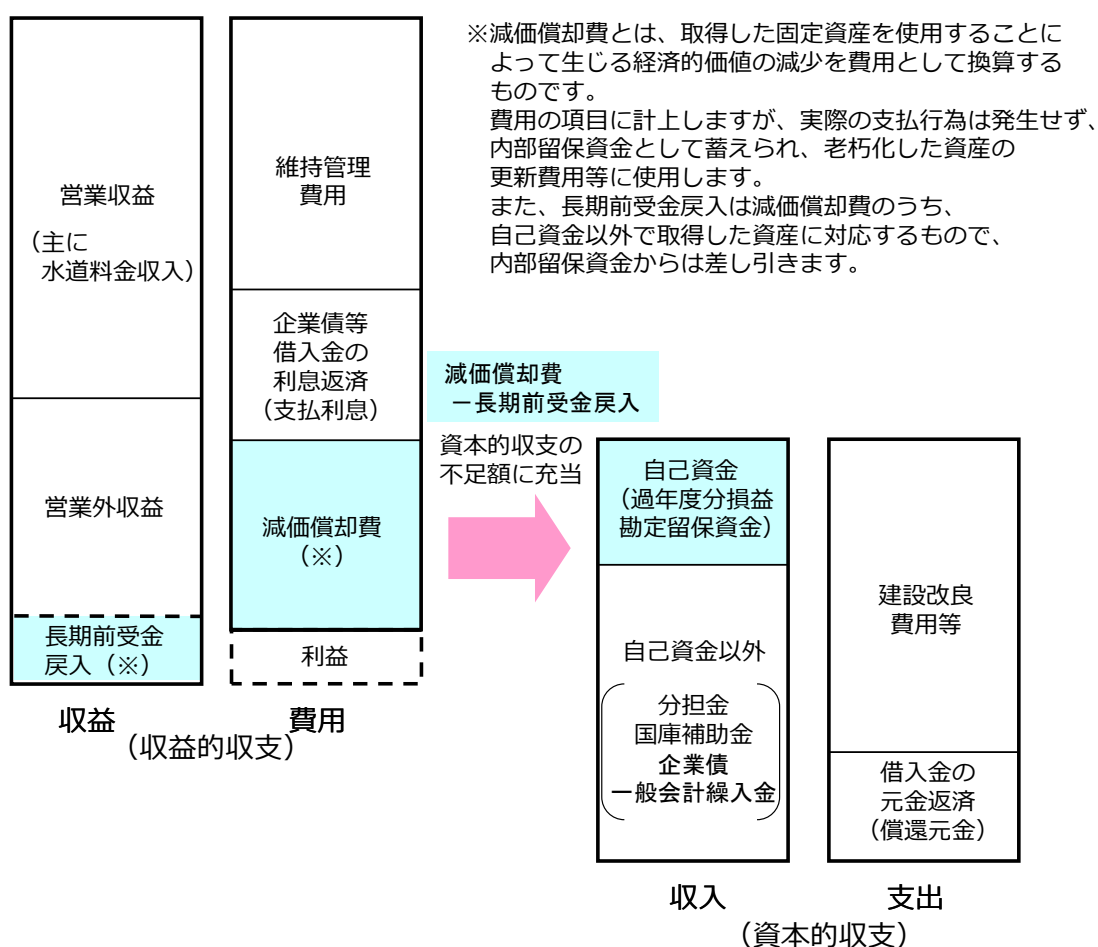 ※減価償却費とは、取得した固定資産を使用することに
よって生じる経済的価値の減少を費用として換算する
ものです。
費用の項目に計上しますが、実際の支払行為は発生せず、
内部留保資金として蓄えられ、老朽化した資産の
更新費用等に使用します。
また、長期前受金戻入は減価償却費のうち、
自己資金以外で取得した資産に対応するもので、
内部留保資金からは差し引きます。
営業収益
（主に
水道料金収入）
営業外収益
長期前受金
戻入（※）
収益
維持管理
費用
企業債等
借入金の
利息返済
（支払利息）
減価償却費
（※）
利益
費用
（収益的収支）
減価償却費
－長期前受金戻入
資本的収支の
不足額に充当
自己資金
（過年度分損益
勘定留保資金）
自己資金以外
分担金
国庫補助金
企業債
一般会計繰入金
収入
建設改良
費用等
借入金の
元金返済
（償還元金）
支出
（資本的収支）